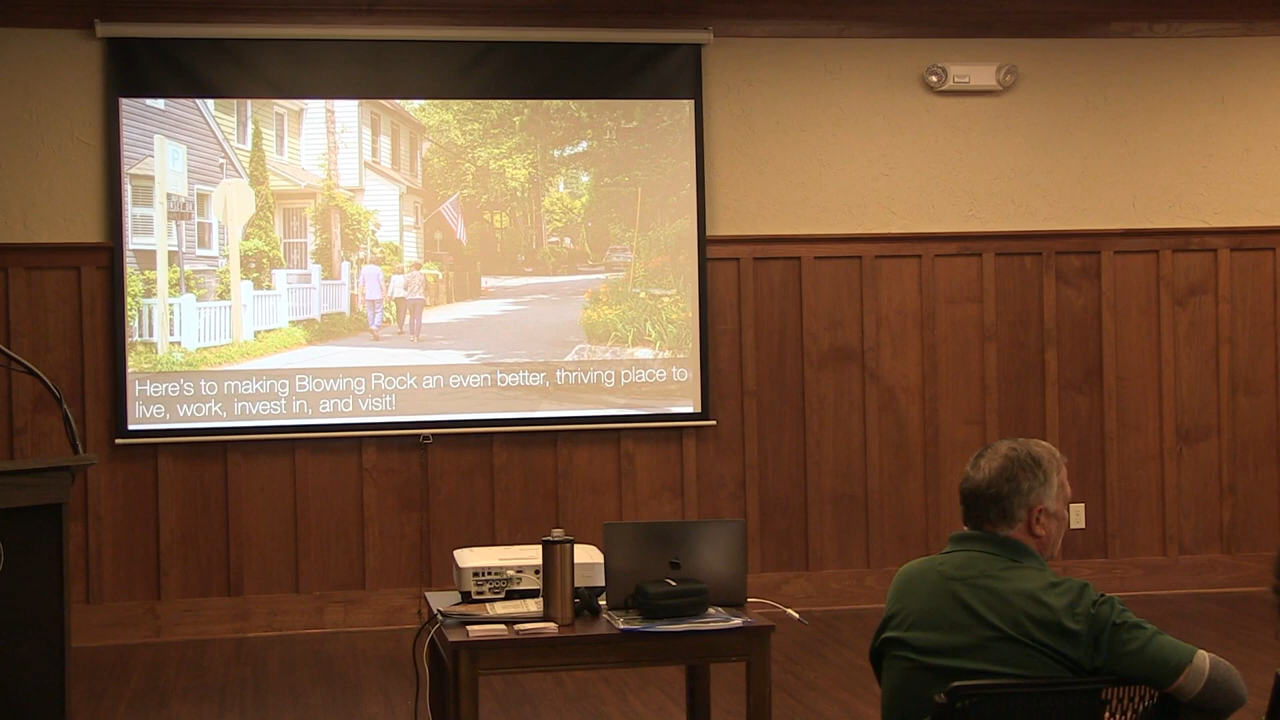 P
Here's to making Blowing Rock an even better, thriving place to
live, work, invest in, and visit!